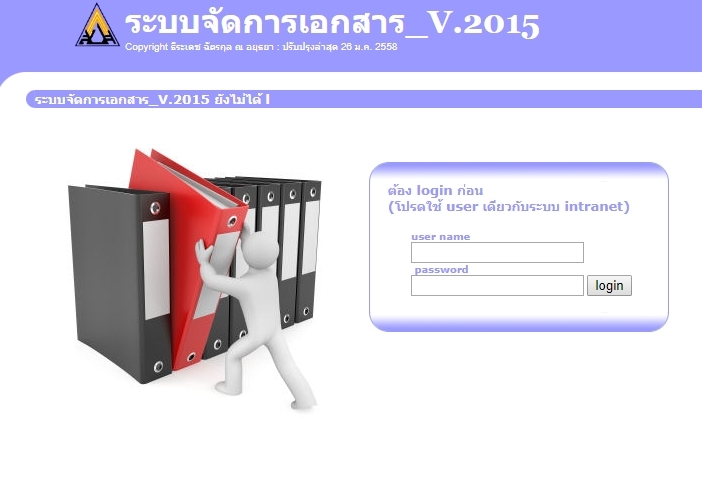 ระบบจัดการเอกสาร_V.2015
Copyright ธีระเดช ฉัตรกุล ณ อยุธยา : ปรับปรุงล่าสุด 26 ม.ค. 2558
ระบบจัดการเอกสาร_V.2015 ยังไม่ได้ l
ต้อง login ก่อน
(โปรดใช้ user เดียวกับระบบ intranet)
user name
password
login